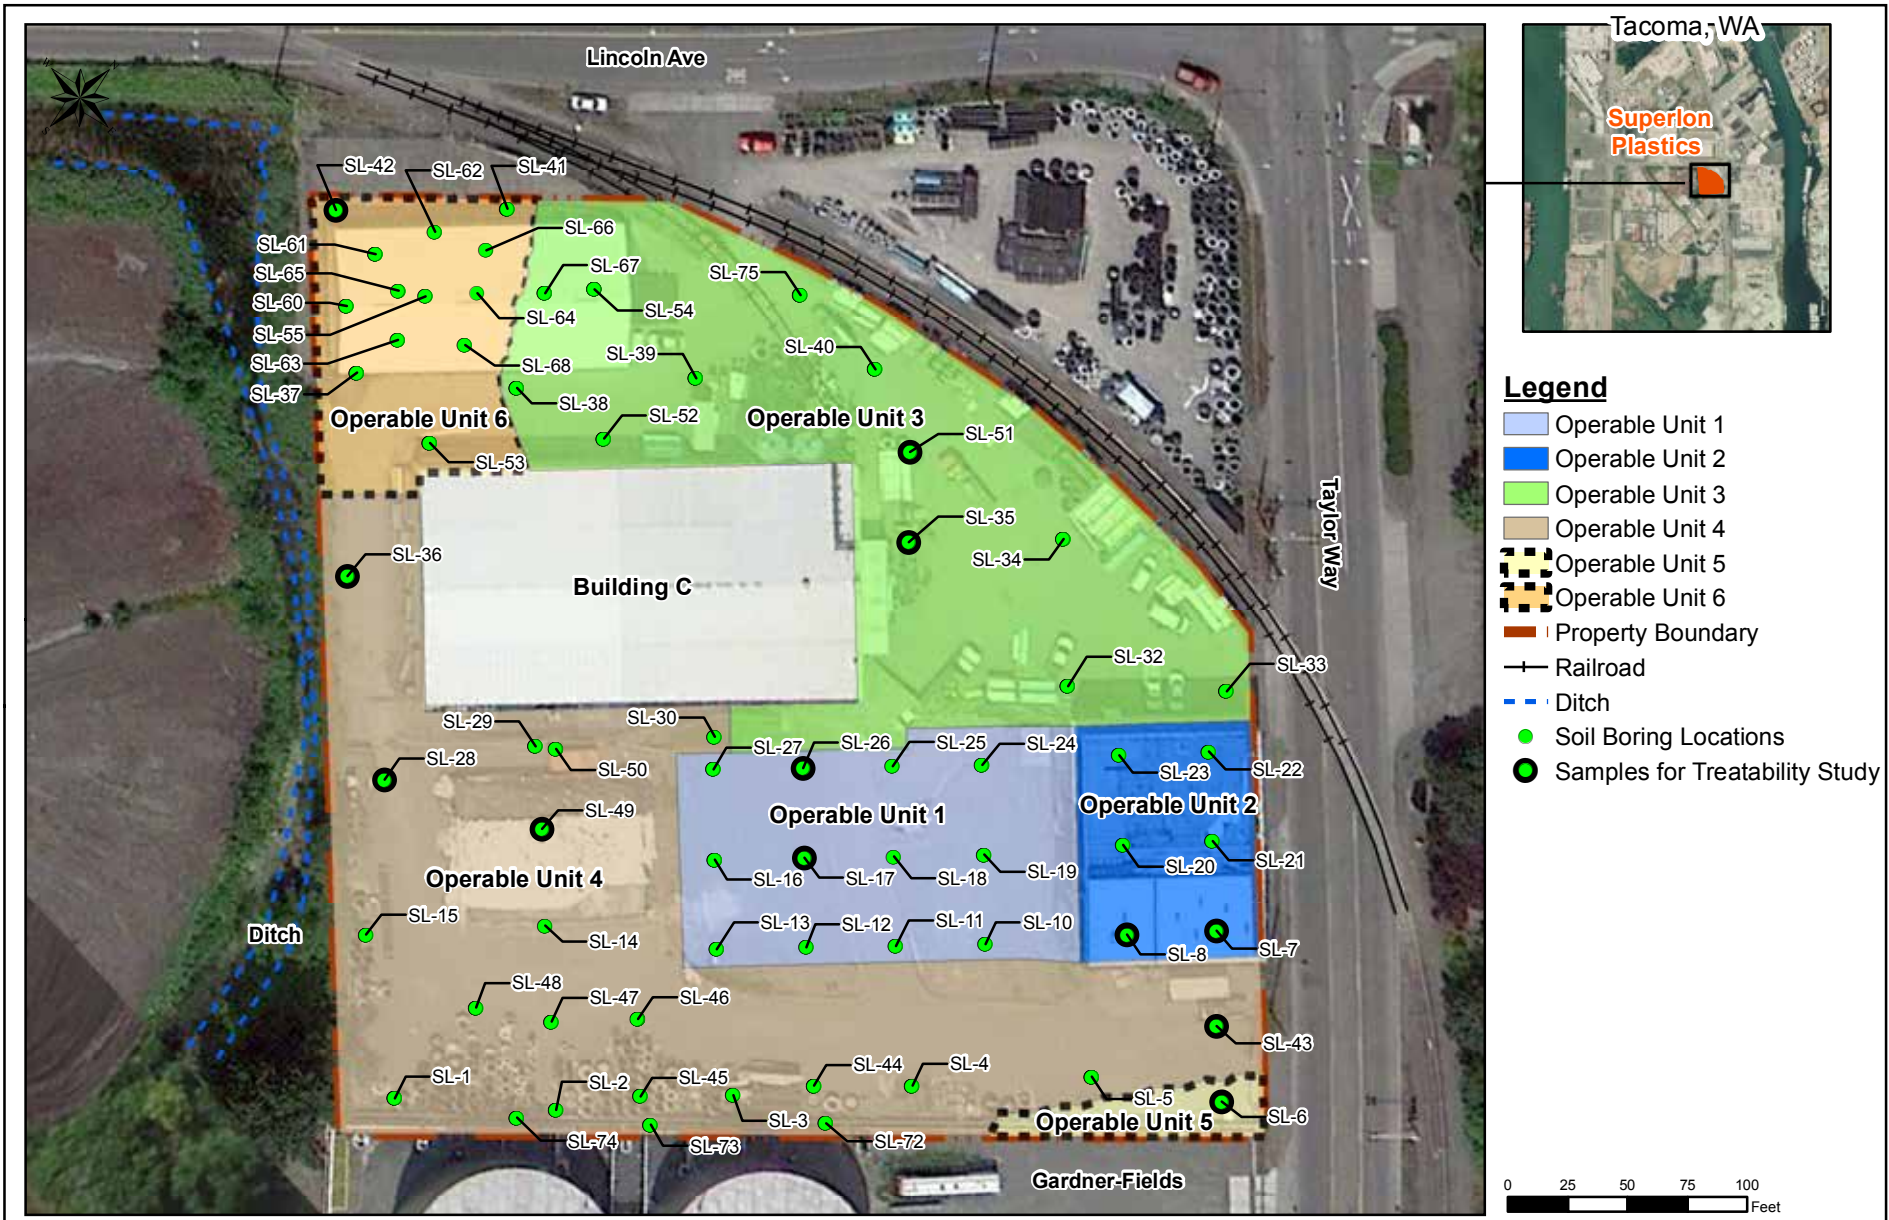 Lincoln Ave
Tacoma, WA
Superlon
Plastics
SL-42
SL-62
SL-41
SL-61
SL-66
SL-65
SL-67
SL-75
SL-60
SL-54
SL-64
SL-55
SL-39
SL-40
SL-63
SL-68
SL-37
SL-38
Operable Unit 6
SL-52
Operable Unit 3
SL-51
SL-53
SL-35
SL-36
SL-34
Building C
Taylor Way
SL-32
SL-33
SL-29
SL-30
SL-27
SL-26
SL-25
SL-24
SL-28
SL-50
SL-23
SL-22
SL-49
Operable Unit 1
Operable Unit 2
SL-16
SL-17
SL-18
SL-19
SL-20
SL-21
Operable Unit 4
SL-15
SL-13
SL-12
SL-11
SL-10
Ditch
SL-14
SL-8
SL-7
SL-48
SL-47
SL-46
SL-43
SL-1
SL-2
SL-45
SL-44
SL-4
SL-5
SL-3
Operable Unit 5
SL-6
SL-74
SL-73
SL-72
Gardner-Fields
Legend
Operable Unit 1
Operable Unit 2
Operable Unit 3
Operable Unit 4
Operable Unit 5
Operable Unit 6
Property Boundary
Railroad
Ditch
Soil Boring Locations
Samples for Treatability Study
0 25 50 75 100
Feet